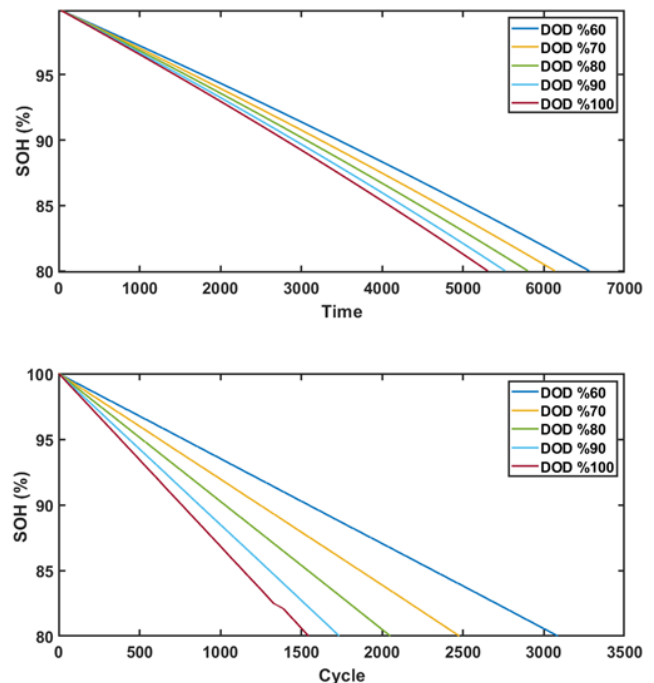 DOD %60
DOD %70
DOD %80
DOD %90
DOD %100
95
90
85
80
SOH (%)
0 1000 2000 3000 4000 5000 6000 7000
Time
DOD %60
DOD %70
DOD %80
DOD %90
DOD %100
100
95
90
85
80
SOH (%)
0 500 1000 1500 2000 2500 3000 3500
Cycle